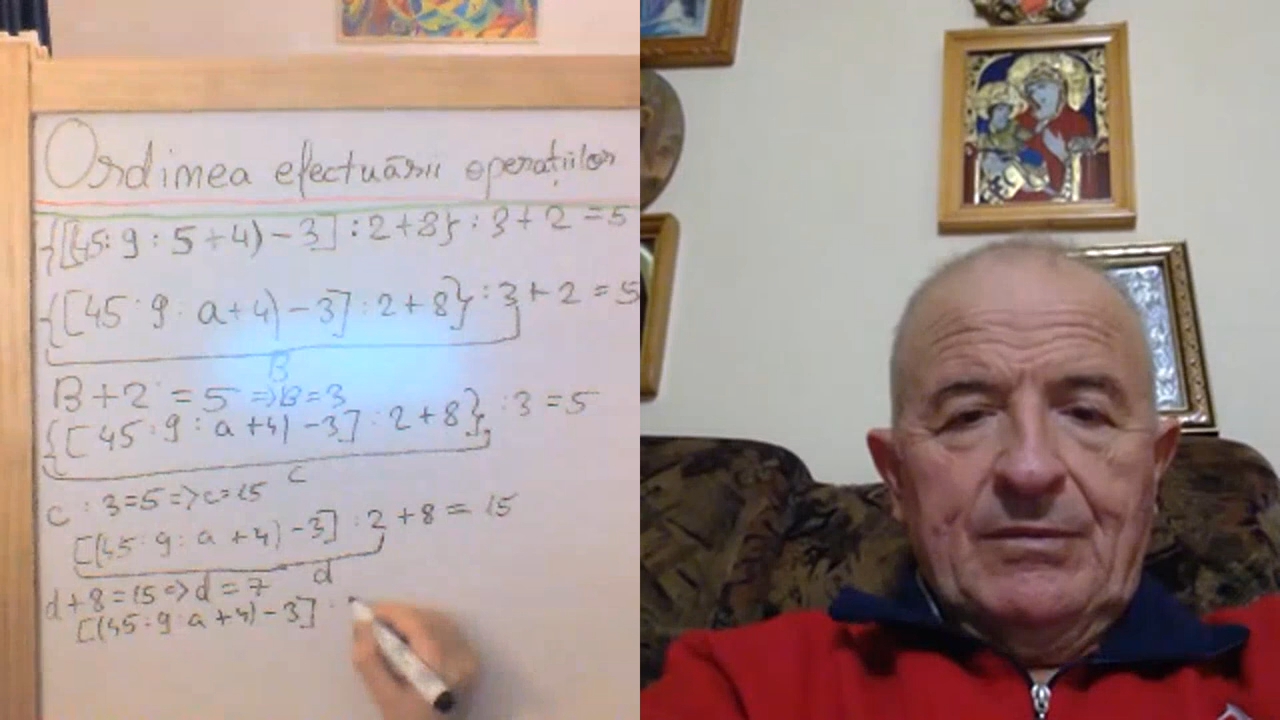 Ordinea efectuării operațiilor
{[(45:9:5+4)-3]:2+8}:3+2=5
{[45:9:a+4)-3]:2+8}:3+2=5
B
B+2=5=>B=3
{[45:9:a+4)-3]:2+8}:3=5
c
c:3=5=>c=15
[(45:9:a+4)-3]:2+8=15
d
d+8=15=>d=7
[(45:9:a+4)-3]: